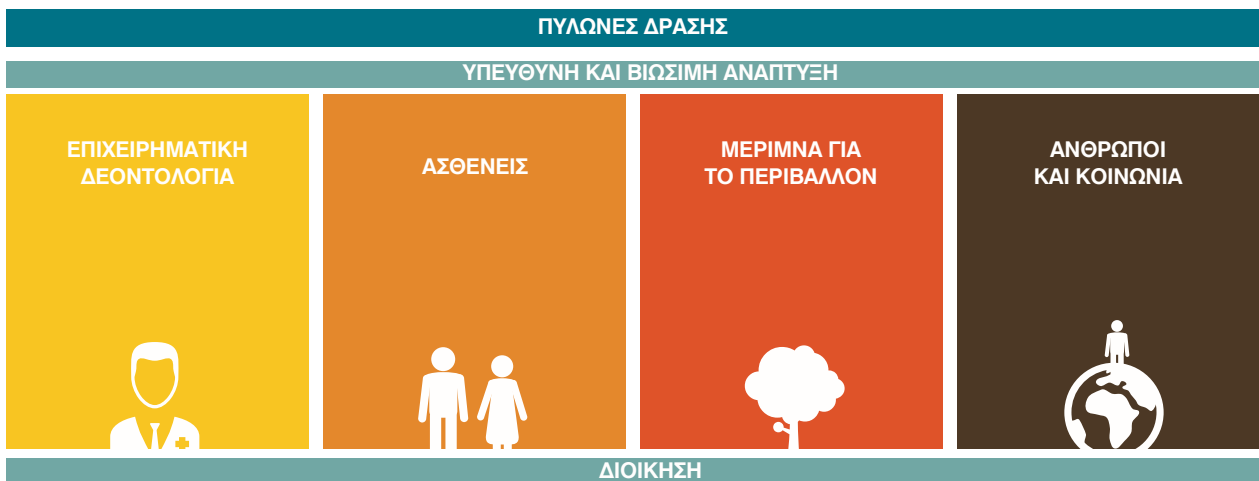 ΠΥΛΩΝΕΣ ΔΡΑΣΗΣ
ΥΠΕΥΘΥΝΗ ΚΑΙ ΒΙΩΣΙΜΗ ΑΝΑΠΤΥΞΗ
ΕΠΙΧΕΙΡΗΜΑΤΙΚΗ
ΔΕΟΝΤΟΛΟΓΙΑ
ΑΣΘΕΝΕΙΣ
ΜΕΡΙΜΝΑ ΓΙΑ
ΤΟ ΠΕΡΙΒΑΛΛΟΝ
ΑΝΘΡΩΠΟΙ
ΚΑΙ ΚΟΙΝΩΝΙΑ
ΔΙΟΙΚΗΣΗ